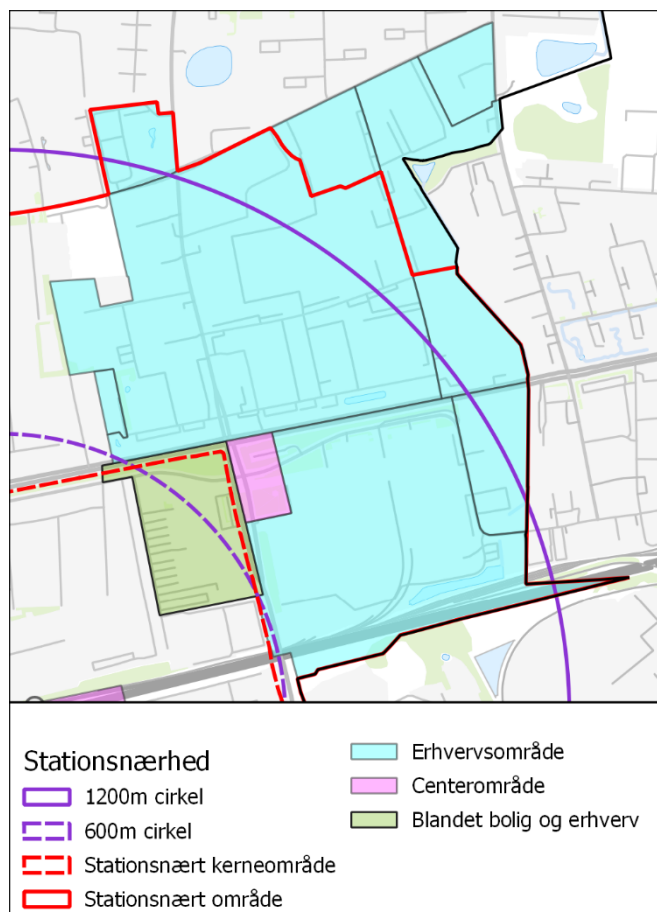 Stationsnærhed
1200m cirkel
600m cirkel
Stationsnært kerneområde
Stationsnært område
Erhvervsområde
Centerområde
Blandet bolig og erhverv